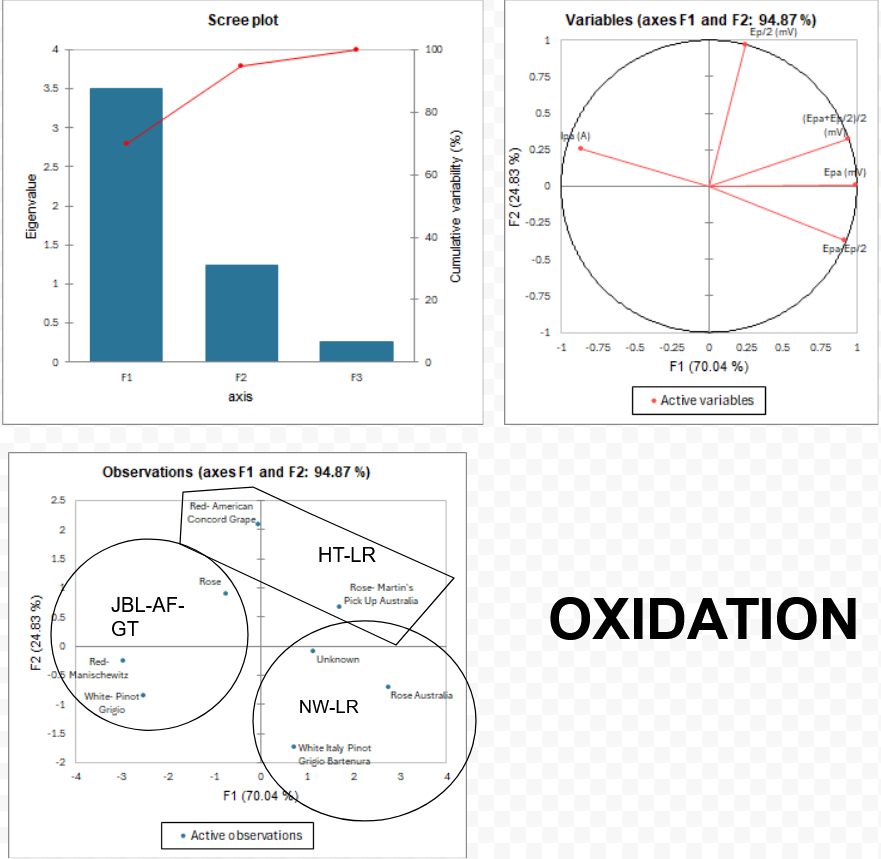 Scree plot
4
3.5
3
2.5
2
1.5
1
0.5
0
100
80
60
40
20
0
Eigenvalue
Cumulative variability (%)
F1
F2
F3
axis
Variables (axes F1 and F2: 94.87 %)
Ep/2 (mV)
(Epa+Ep/2)/2
(mV)
Ipa (A)
Epa (mV)
Epa-Ep/2
1
0.75
0.5
0.25
0
-0.25
-0.5
-0.75
-1
F2 (24.83 %)
-1 -0.75 -0.5 -0.25 0 0.25 0.5 0.75 1
F1 (70.04 %)
Active variables
Observations (axes F1 and F2: 94.87 %)
2.5
2
1.5
1
0.5
0
-0.5
-1
-1.5
-2
F2 (24.83 %)
Red- American
Concord Grape
HT-LR
Rose
Rose- Martin's
Pick Up Australia
JBL-AF-
GT
Red-
Manischewitz
White- Pinot
Grigio
Unknown
Rose Australia
NW-LR
White Italy Pinot
Grigio Bartenura
-4 -3 -2 -1 0 1 2 3 4
F1 (70.04 %)
Active observations
OXIDATION